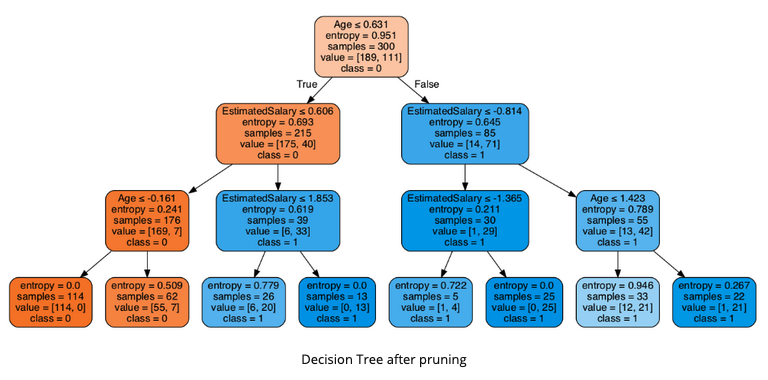 Age ≤ 0.631
entropy = 0.951
samples = 300
value = [189, 111]
class = 0
True
False
EstimatedSalary ≤ 0.606
entropy = 0.693
samples = 215
value = [175, 40]
class = 0
EstimatedSalary ≤ -0.814
entropy = 0.645
samples = 85
value = [14, 71]
class = 1
Age ≤ -0.161
entropy = 0.241
samples = 176
value = [169, 7]
class = 0
EstimatedSalary ≤ 1.853
entropy = 0.619
samples = 39
value = [6, 33]
class = 1
EstimatedSalary ≤ -1.365
entropy = 0.211
samples = 30
value = [1, 29]
class = 1
Age ≤ 1.423
entropy = 0.789
samples = 55
value = [13, 42]
class = 1
entropy = 0.0
samples = 114
value = [114, 0]
class = 0
entropy = 0.509
samples = 62
value = [55, 7]
class = 0
entropy = 0.779
samples = 26
value = [6, 20]
class = 1
entropy = 0.0
samples = 13
value = [0, 13]
class = 1
entropy = 0.722
samples = 5
value = [1, 4]
class = 1
entropy = 0.0
samples = 25
value = [0, 25]
class = 1
entropy = 0.946
samples = 33
value = [12, 21]
class = 1
entropy = 0.267
samples = 22
value = [1, 21]
class = 1
Decision Tree after pruning